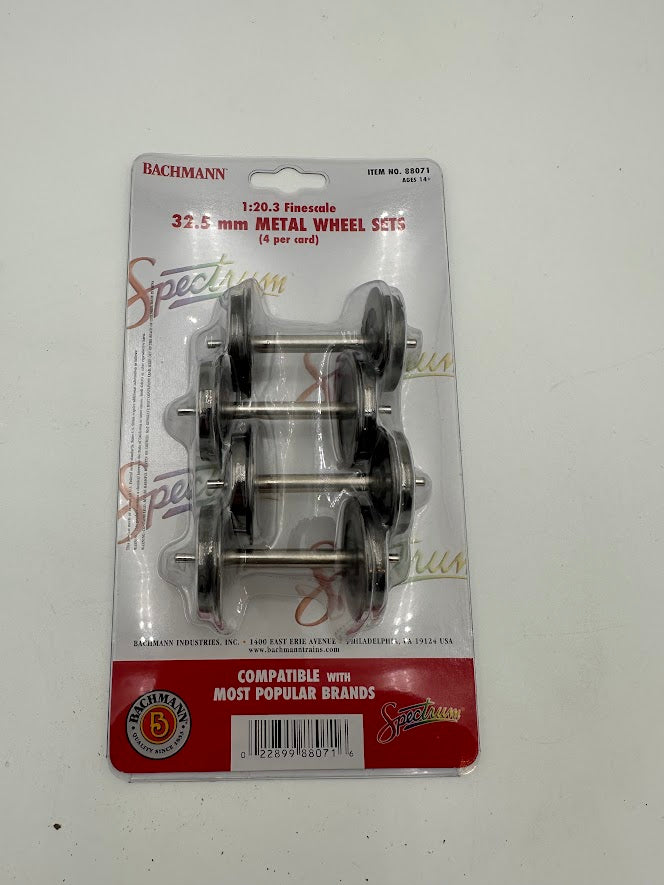 BACHMANN
ITEM NO. 88071
AGES 14+
1:20.3 Finescale
32.5 mm METAL WHEEL SETS
(4 per card)
Spectrum
Spectrum
BACHMANN INDUSTRIES, INC. • 1400 EAST ERIE AVENUE PHILADELPHIA, PA 19124 USA
www.bachmanntrains.com
COMPATIBLE WITH
MOST POPULAR BRANDS
BACHMANN
B
QUALITY SINCE 1833
Spectrum
0 22899 88071 6